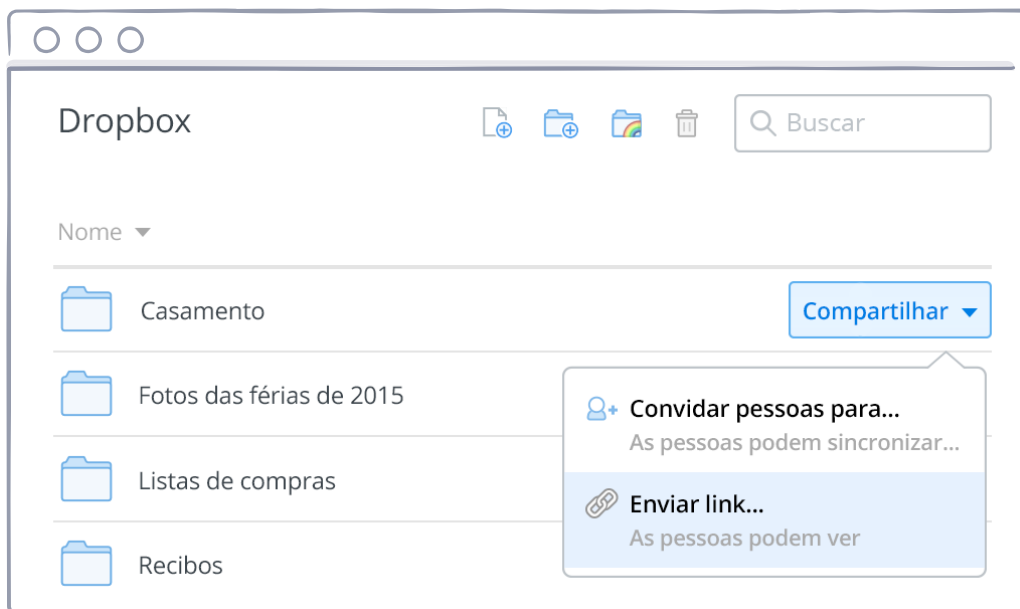 Dropbox
Buscar
Nome
Casamento
Compartilhar
Fotos das férias de 2015
Convidar pessoas para...
As pessoas podem sincronizar...
Listas de compras
Enviar link...
As pessoas podem ver
Recibos